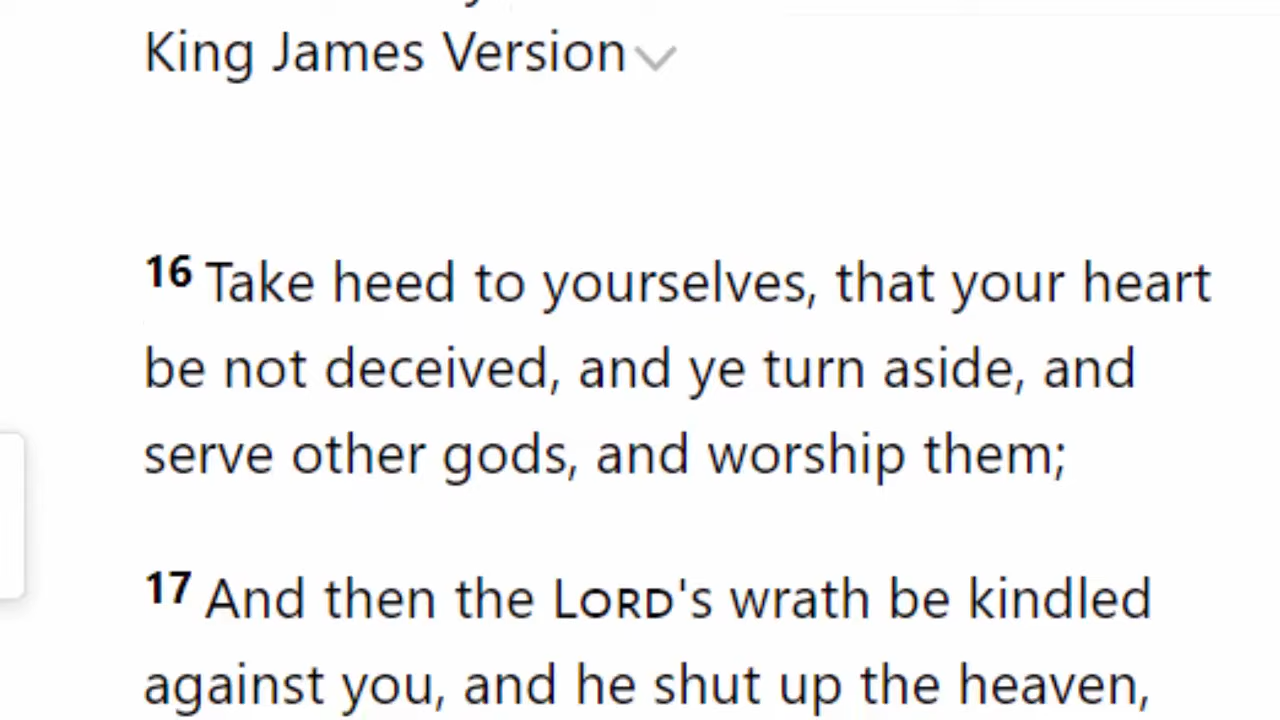 King James Version
16 Take heed to yourselves, that your heart
be not deceived, and ye turn aside, and
serve other gods, and worship them;
17 And then the LORD's wrath be kindled
against you, and he shut up the heaven,